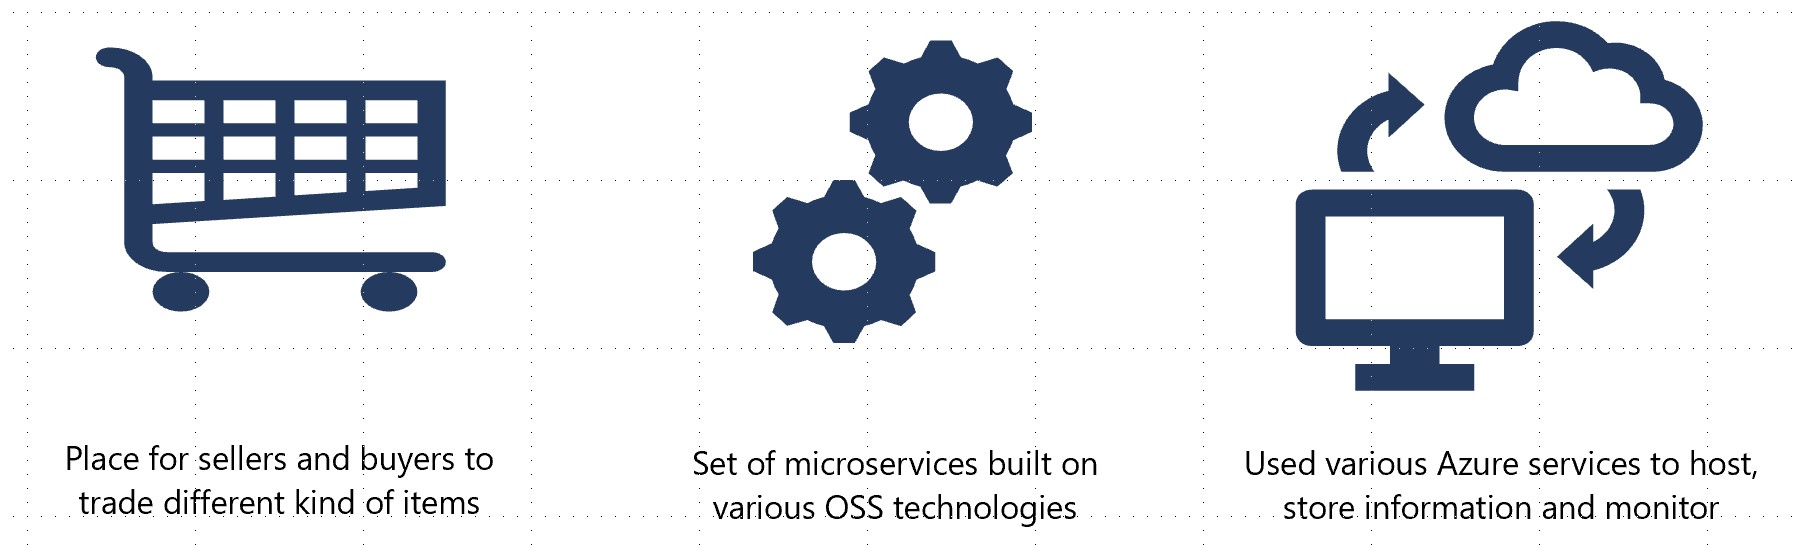 Place for sellers and buyers to
trade different kind of items
Set of microservices built on
various OSS technologies
Used various Azure services to host,
store information and monitor